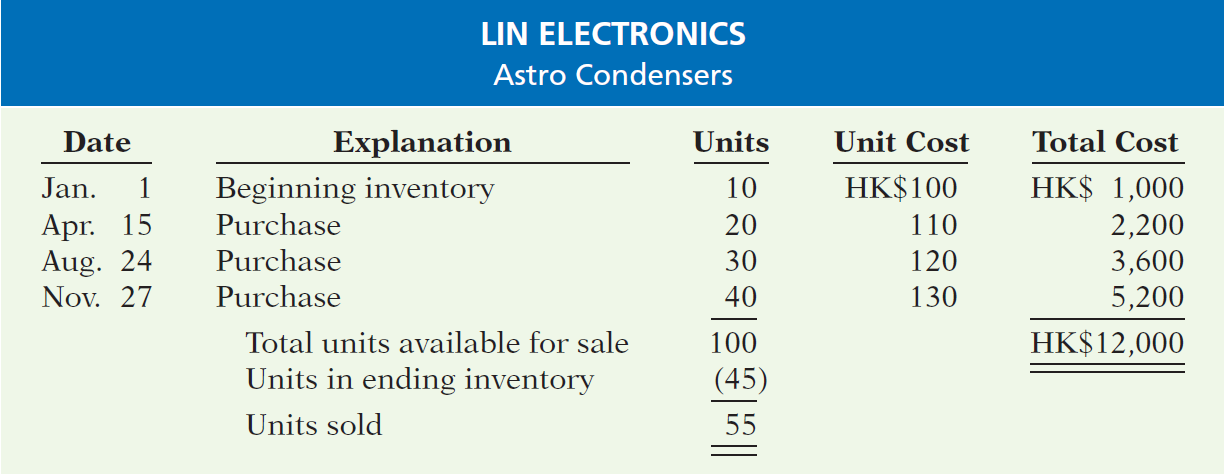 LIN ELECTRONICS
Astro Condensers
Date Explanation Units Unit Cost Total Cost
Jan. 1 Beginning inventory 10 HK$100 HK$ 1,000
Apr. 15 Purchase 20 110 2,200
Aug. 24 Purchase 30 120 3,600
Nov. 27 Purchase 40 130 5,200
Total units available for sale 100 HK$12,000
Units in ending inventory (45)
Units sold 55